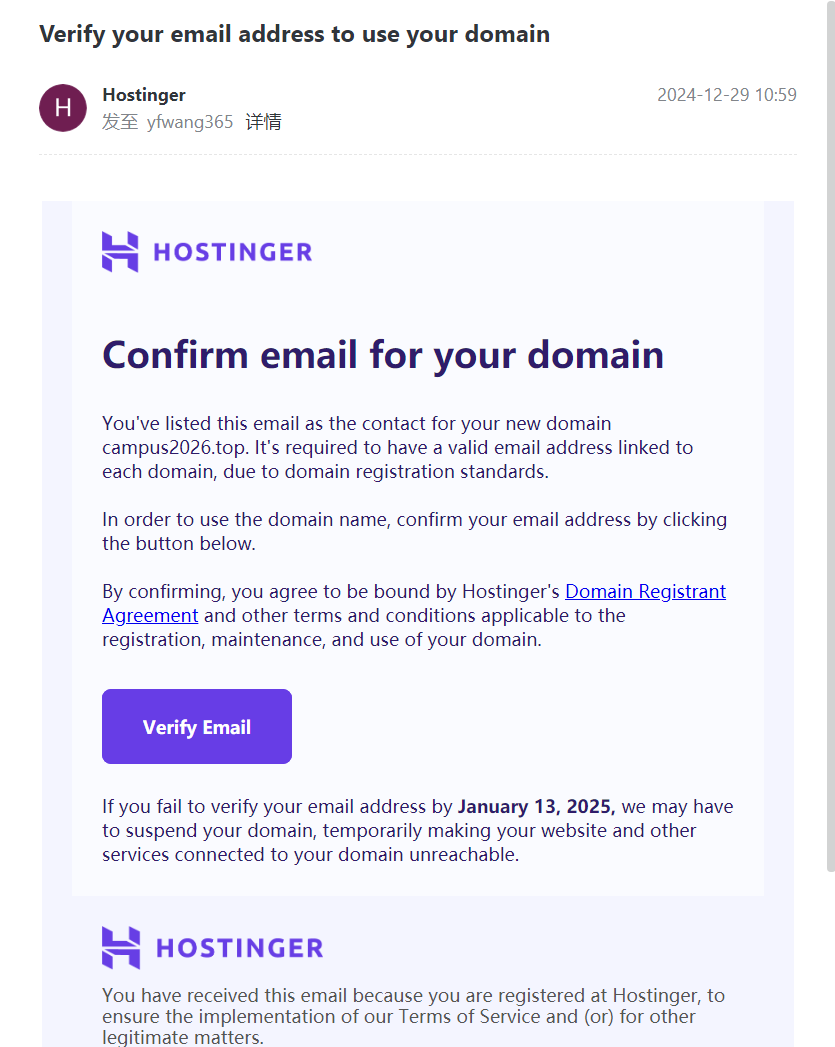 Verify your email address to use your domain
H
Hostinger
2024-12-29 10:59
发至 yfwang365 详情
HOSTINGER
Confirm email for your domain
You've listed this email as the contact for your new domain
campus2026.top. It's required to have a valid email address linked to
each domain, due to domain registration standards.
In order to use the domain name, confirm your email address by clicking
the button below.
By confirming, you agree to be bound by Hostinger's Domain Registrant
Agreement and other terms and conditions applicable to the
registration, maintenance, and use of your domain.
Verify Email
If you fail to verify your email address by January 13, 2025, we may have
to suspend your domain, temporarily making your website and other
services connected to your domain unreachable.
HOSTINGER
You have received this email because you are registered at Hostinger, to
ensure the implementation of our Terms of Service and (or) for other
legitimate matters.